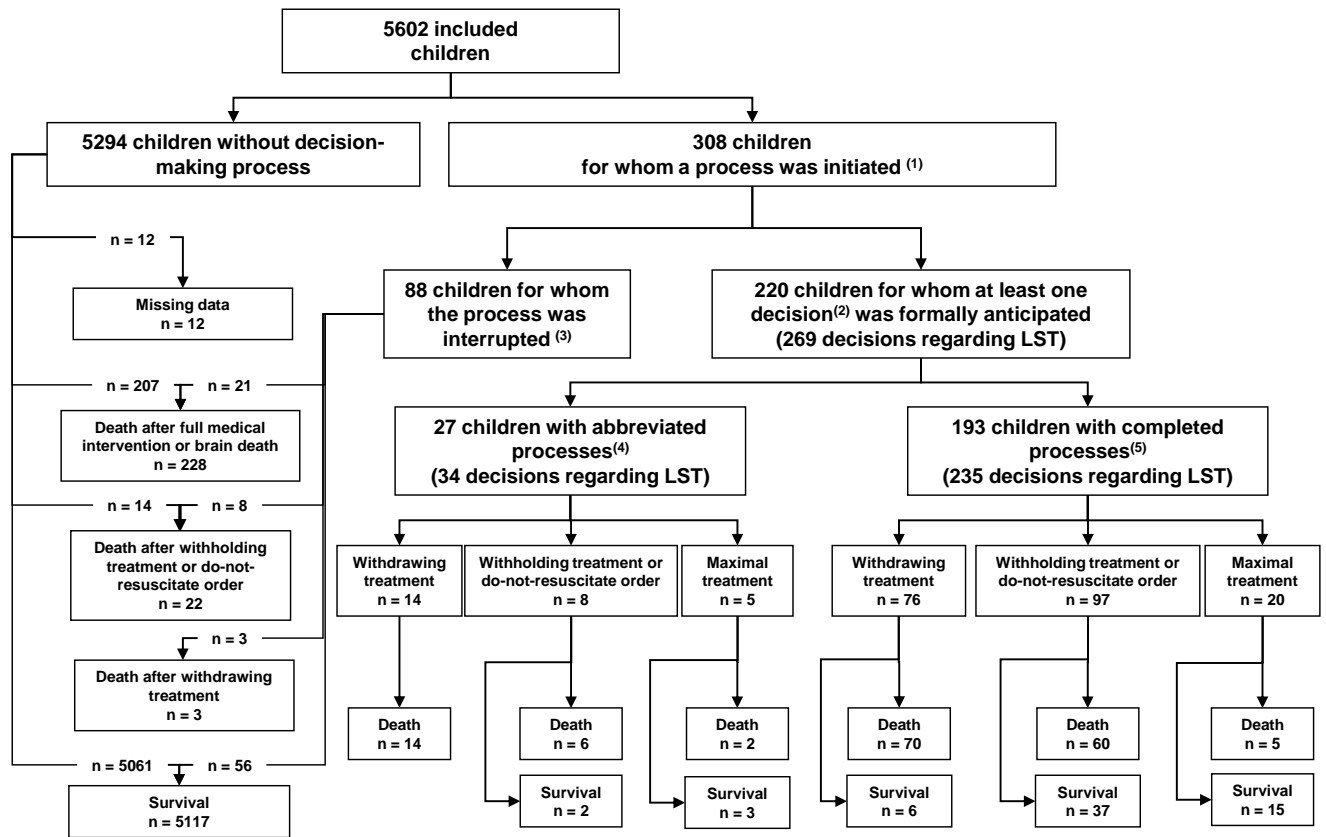 5602 included
children
5294 children without decision-
making process
308 children
for whom a process was initiated (1)
n = 12
Missing data
n = 12
88 children for whom
the process was
interrupted (3)
220 children for whom at least one
decision(2) was formally anticipated
(269 decisions regarding LST)
n = 207
n = 21
Death after full medical
intervention or brain death
n = 228
27 children with abbreviated
processes(4)
(34 decisions regarding LST)
193 children with completed
processes(5)
(235 decisions regarding LST)
n = 14
n = 8
Death after withholding
treatment or do-not-
resuscitate order
n = 22
Withdrawing
treatment
n = 14
Withholding treatment or
do-not-resuscitate order
n = 8
Maximal
treatment
n = 5
Withdrawing
treatment
n = 76
Withholding treatment or
do-not-resuscitate order
n = 97
Maximal
treatment
n = 20
n = 3
Death after withdrawing
treatment
n = 3
Death
n = 14
Death
n = 6
Death
n = 2
Death
n = 70
Death
n = 60
Death
n = 5
n = 5061
n = 56
Survival
n = 5117
Survival
n = 2
Survival
n = 3
Survival
n = 6
Survival
n = 37
Survival
n = 15